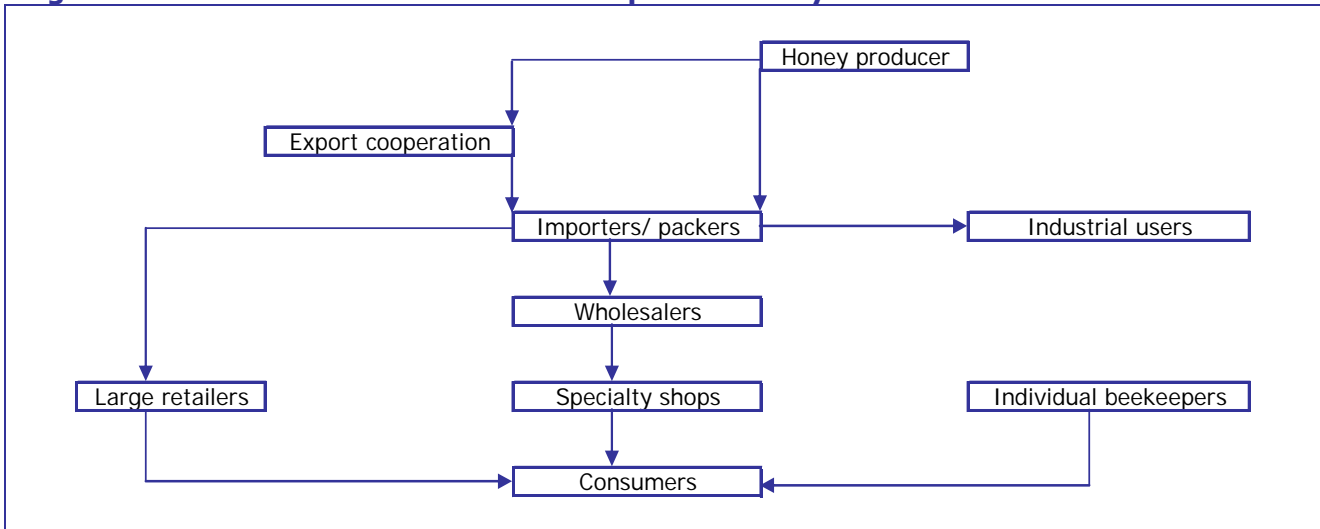 Honey producer
Export cooperation
Importers/ packers
Industrial users
Wholesalers
Large retailers
Specialty shops
Individual beekeepers
Consumers